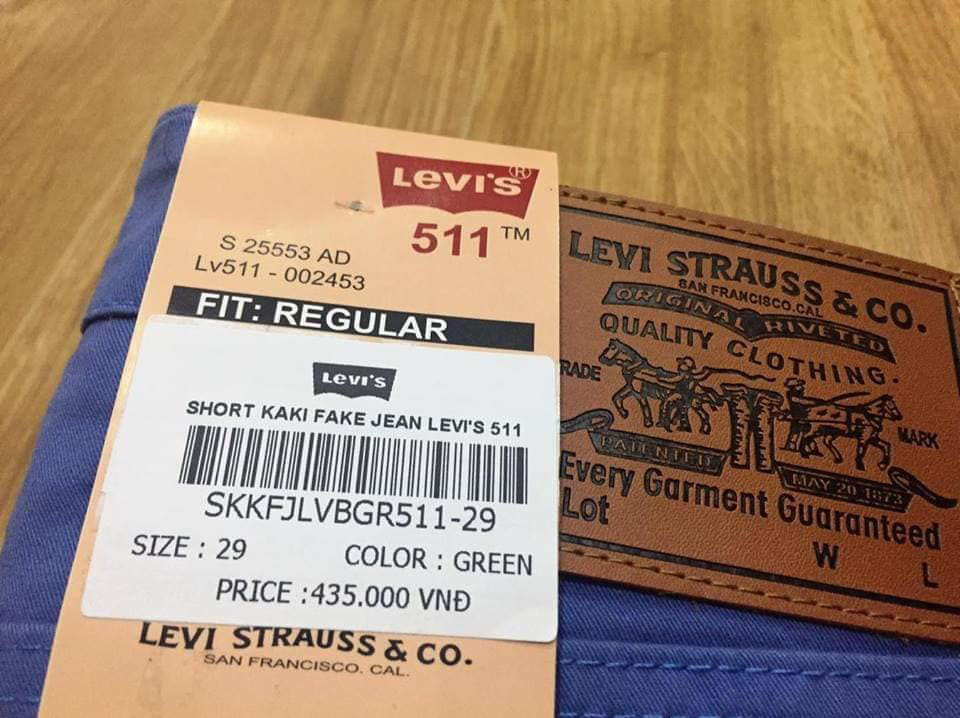 Levi's®
511™
S 25553 AD
Lv511 - 002453
FIT: REGULAR
Levi's
SHORT KAKI FAKE JEAN LEVI'S 511
SKKFJLVBGR511-29
SIZE : 29 COLOR : GREEN
PRICE :435.000 VNĐ
LEVI STRAUSS & CO.
SAN FRANCISCO. CAL.
LEVI STRAUSS & CO.
SAN FRANCISCO.CAL
ORIGINAL RIVETED
QUALITY CLOTHING.
RADE MARK
PATENTED MAY 20 1873
Every Garment Guaranteed
Lot W L